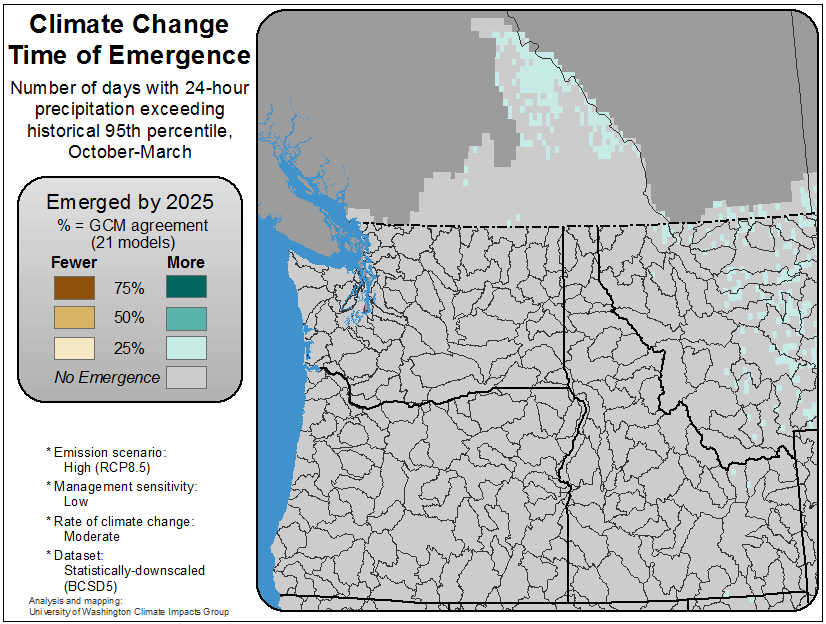 Climate Change
Time of Emergence
Number of days with 24-hour
precipitation exceeding
historical 95th percentile,
October-March
Emerged by 2025
% = GCM agreement
(21 models)
Fewer More
75%
50%
25%
No Emergence
* Emission scenario:
High (RCP8.5)
* Management sensitivity:
Low
* Rate of climate change:
Moderate
* Dataset:
Statistically-downscaled
(BCSD5)
Analysis and mapping:
University of Washington Climate Impacts Group